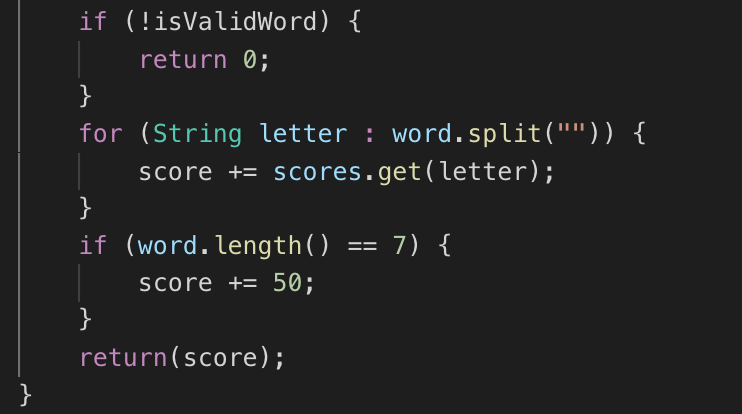 if (!isValidWord) {
return 0;
}
for (String letter : word.split("")) {
score += scores.get(letter);
}
if (word.length() == 7) {
score += 50;
}
return(score);
}